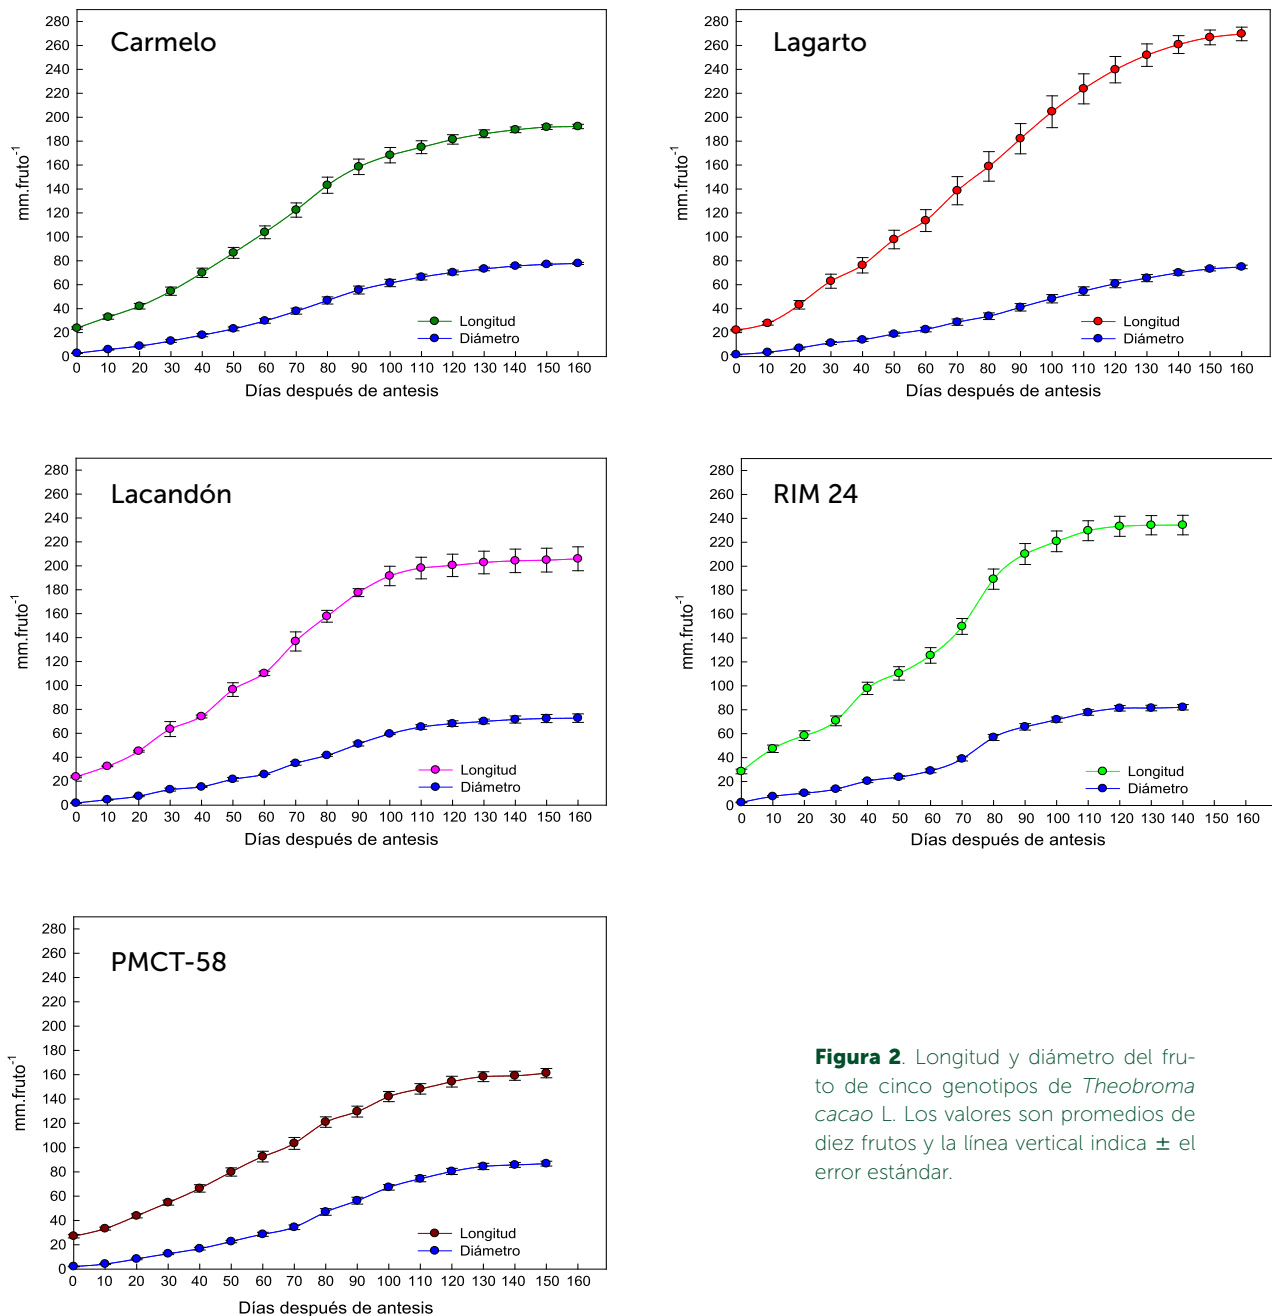 Carmelo
280
260
240
220
200
180
160
140
120
100
80
60
40
20
0
mm.fruto⁻¹
Longitud
Diámetro
0 10 20 30 40 50 60 70 80 90 100 110 120 130 140 150 160
Días después de antesis
Lagarto
280
260
240
220
200
180
160
140
120
100
80
60
40
20
0
mm.fruto⁻¹
Longitud
Diámetro
0 10 20 30 40 50 60 70 80 90 100 110 120 130 140 150 160
Días después de antesis
Lacandón
280
260
240
220
200
180
160
140
120
100
80
60
40
20
0
mm.fruto⁻¹
Longitud
Diámetro
0 10 20 30 40 50 60 70 80 90 100 110 120 130 140 150 160
Días después de antesis
RIM 24
280
260
240
220
200
180
160
140
120
100
80
60
40
20
0
mm.fruto⁻¹
Longitud
Diámetro
0 10 20 30 40 50 60 70 80 90 100 110 120 130 140 150 160
Días después de antesis
PMCT-58
280
260
240
220
200
180
160
140
120
100
80
60
40
20
0
mm.fruto⁻¹
Longitud
Diámetro
0 10 20 30 40 50 60 70 80 90 100 110 120 130 140 150 160
Días después de antesis
Figura 2. Longitud y diámetro del fru-
to de cinco genotipos de Theobroma
cacao L. Los valores son promedios de
diez frutos y la línea vertical indica ± el
error estándar.